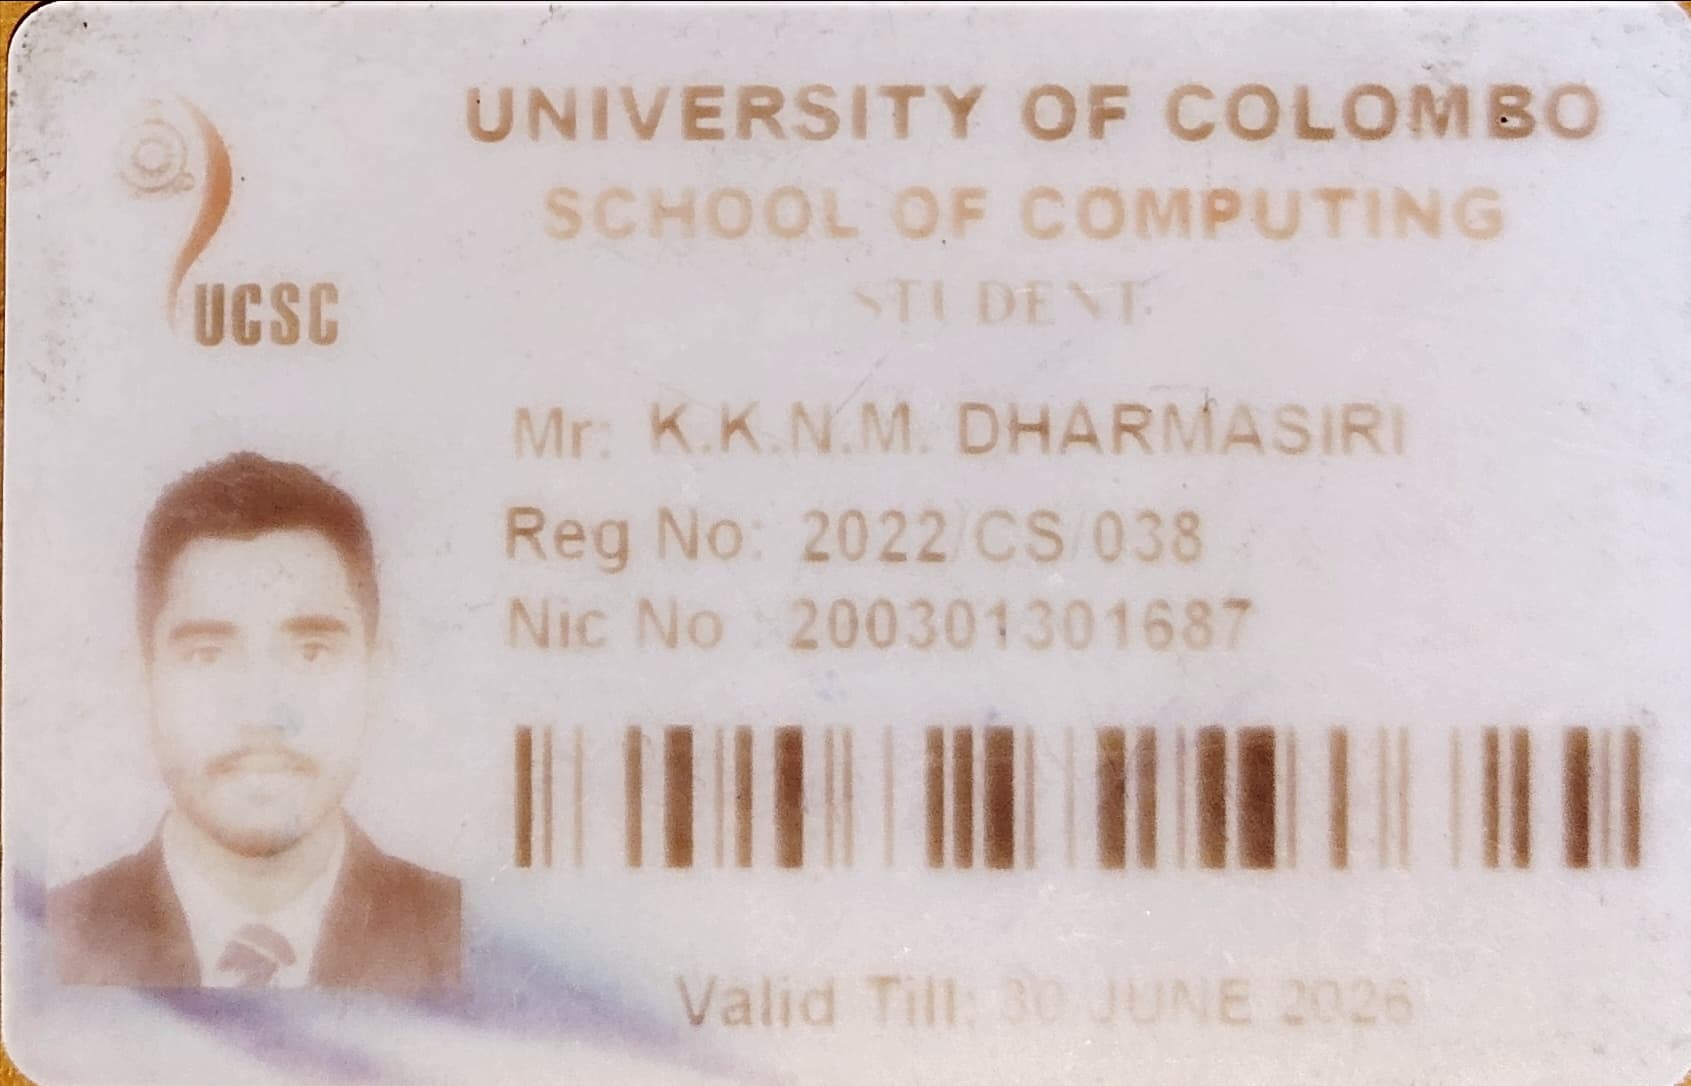 UNIVERSITY OF COLOMBO
SCHOOL OF COMPUTING
STUDENT
UCSC
Mr: K.K.N.M. DHARMASIRI
Reg No: 2022/CS/038
Nic No : 200301301687
Valid Till: 30 JUNE 2026